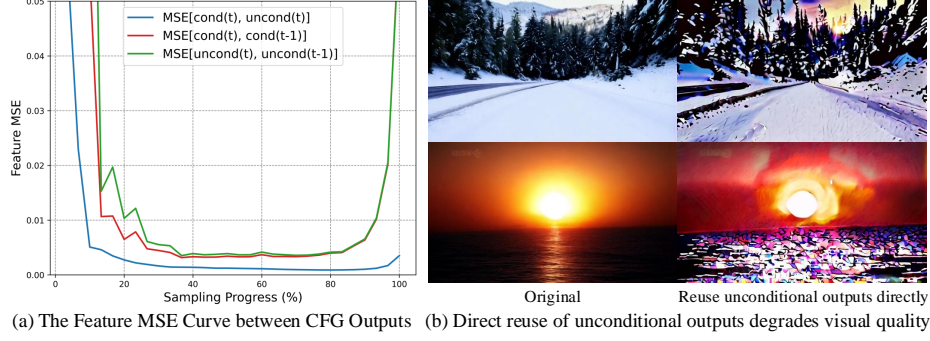 0.05
0.04
0.03
0.02
0.01
0.00
Feature MSE
MSE[cond(t), uncond(t)]
MSE[cond(t), cond(t-1)]
MSE[uncond(t), uncond(t-1)]
0 20 40 60 80 100
Sampling Progress (%)
Original
Reuse unconditional outputs directly
(a) The Feature MSE Curve between CFG Outputs
(b) Direct reuse of unconditional outputs degrades visual quality